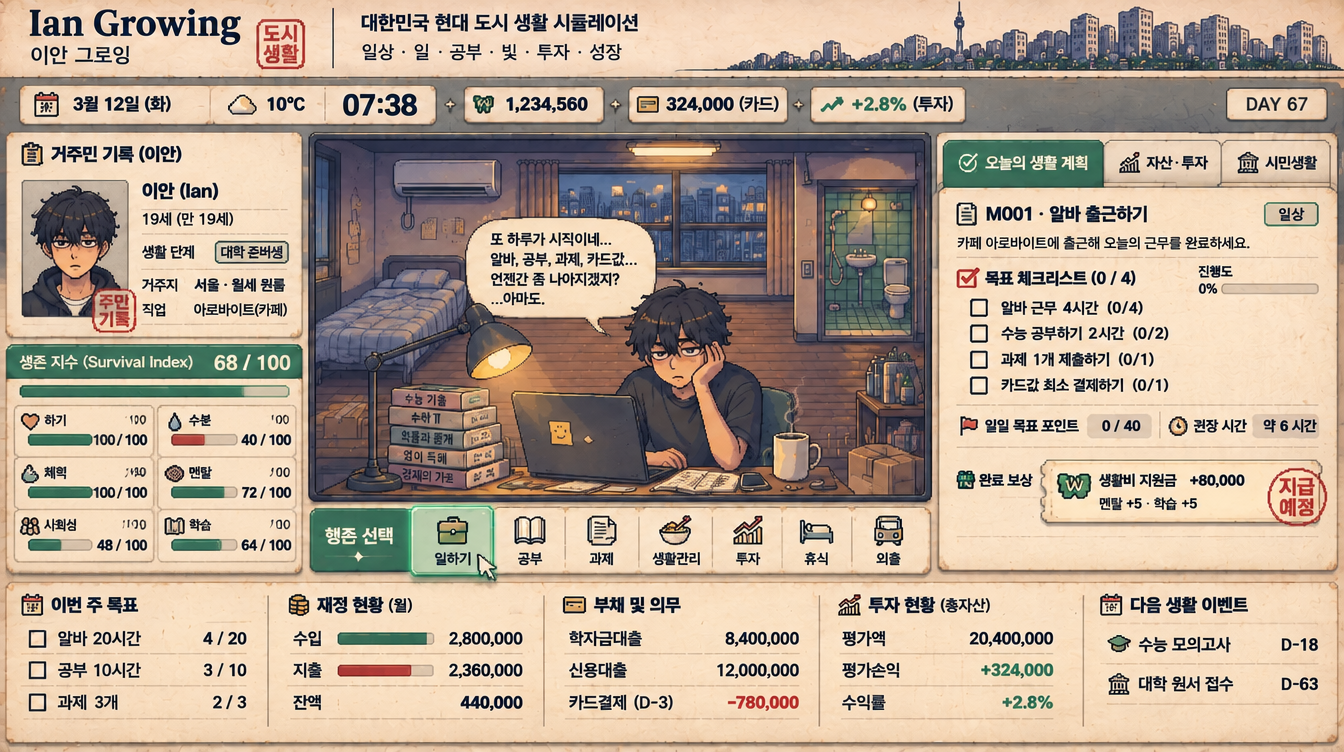 Ian Growing
이안 그로잉
도시
생활
대한민국 현대 도시 생활 시뮬레이션
일상 · 일 · 공부 · 빛 · 투자 · 성장
3월 12일 (화)
10°C
07:38
W
1,234,560
324,000 (카드)
+2.8% (투자)
DAY 67
거주민 기록 (이안)
이안 (Ian)
19세 (만 19세)
생활 단계
대학 준비생
거주지 서울 · 월세 원룸
직업 아로바이트(카페)
주민
기록
생존 지수 (Survival Index) 68 / 100
하기
100 / 100
수분
40 / 100
체획
100 / 100
맨탈
72 / 100
사회성
48 / 100
학습
64 / 100
또 하루가 시직이네...
알바, 공부, 과제, 카드값...
언젠간 좀 나아지겠지?
...아마도.
행존 선택
일하기
공부
과제
생활관리
투자
휴식
외출
오늘의 생활 계획
자산 · 투자
시민생활
M001 · 알바 출근하기
일상
카페 아로바이트에 출근해 오늘의 근무를 완료하세요.
목표 체크리스트 (0 / 4)
진행도
0%
알바 근무 4시간 (0/4)
수능 공부하기 2시간 (0/2)
과제 1개 제출하기 (0/1)
카드값 최소 결제하기 (0/1)
일일 목표 포인트 0 / 40
권장 시간 약 6 시간
완료 보상
W
생활비 지원금 +80,000
멘탈 +5 · 학습 +5
지급
예정
이번 주 목표
알바 20시간 4 / 20
공부 10시간 3 / 10
과제 3개 2 / 3
재정 현황 (월)
수입 2,800,000
지출 2,360,000
잔액 440,000
부채 및 의무
학자금대출 8,400,000
신용대출 12,000,000
카드결제 (D-3) -780,000
투자 현황 (총자산)
평가액 20,400,000
평가손익 +324,000
수익률 +2.8%
다음 생활 이벤트
수능 모의고사 D-18
대학 원서 접수 D-63